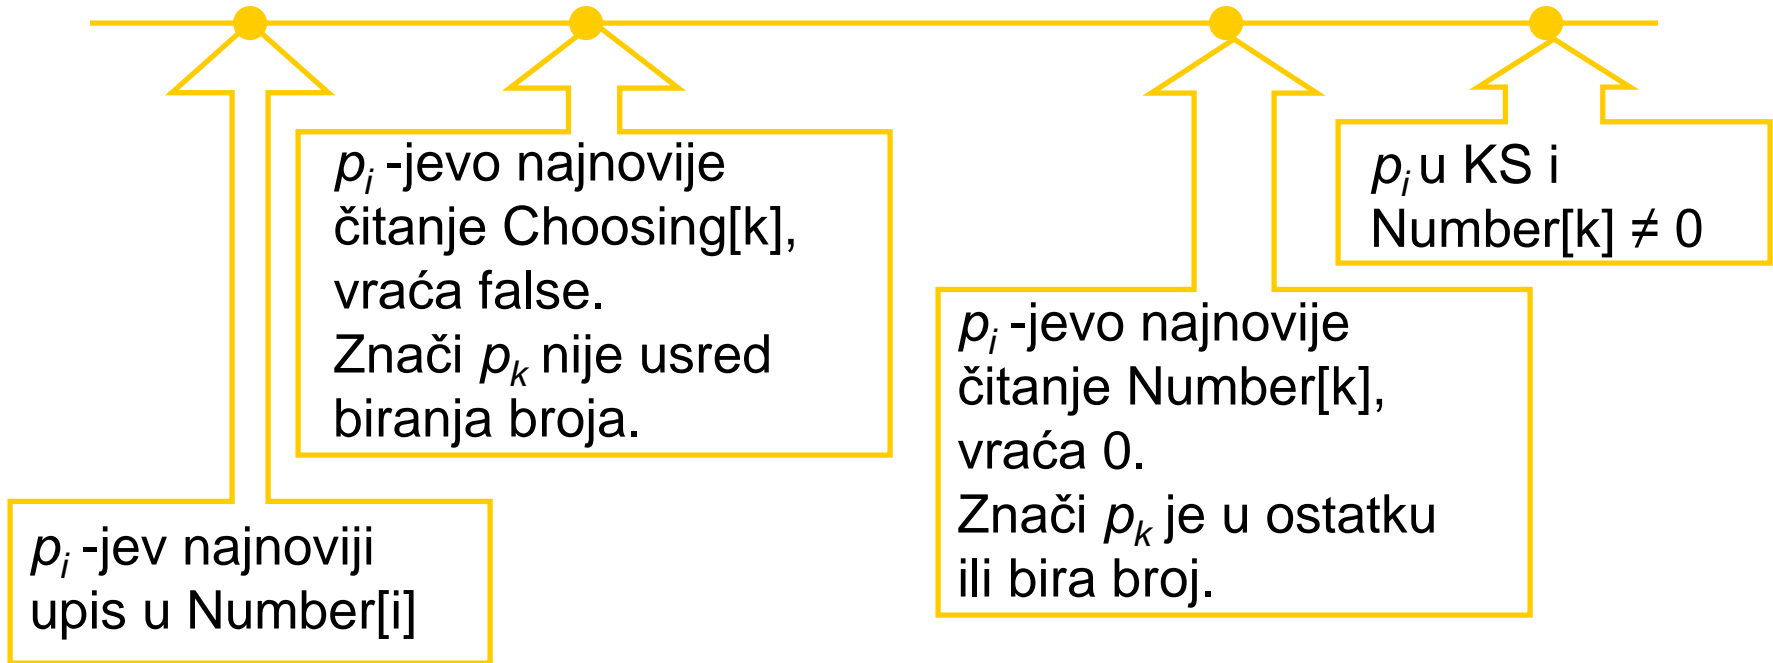 pᵢ -jevo najnovije
čitanje Choosing[k],
vraća false.
Znači pₖ nije usred
biranja broja.
pᵢ u KS i
Number[k] ≠ 0
pᵢ -jevo najnovije
čitanje Number[k],
vraća 0.
Znači pₖ je u ostatku
ili bira broj.
pᵢ -jev najnoviji
upis u Number[i]